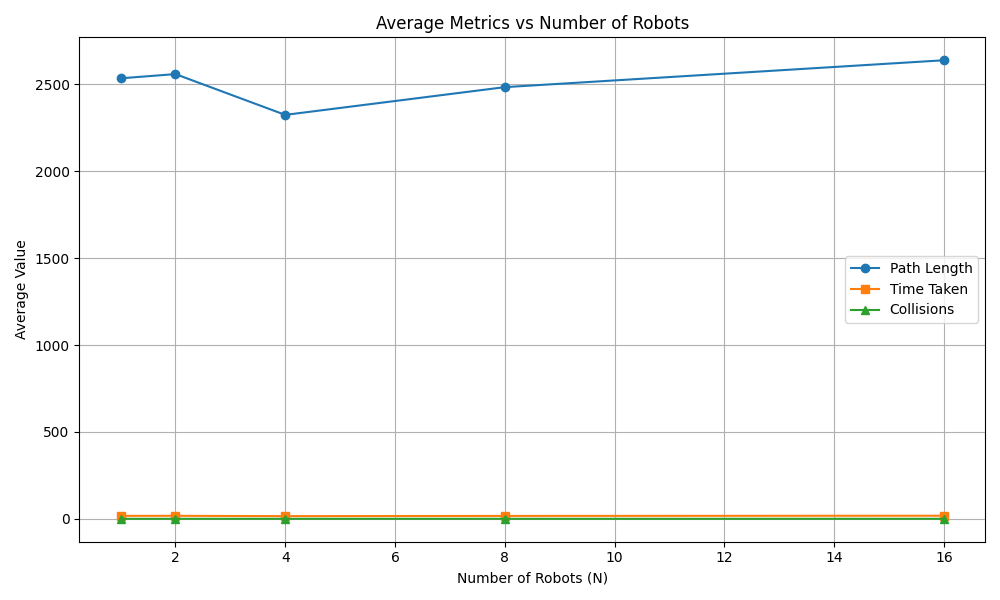 Average Metrics vs Number of Robots
Average Value
2500
2000
1500
1000
500
0
Path Length
Time Taken
Collisions
2 4 6 8 10 12 14 16
Number of Robots (N)